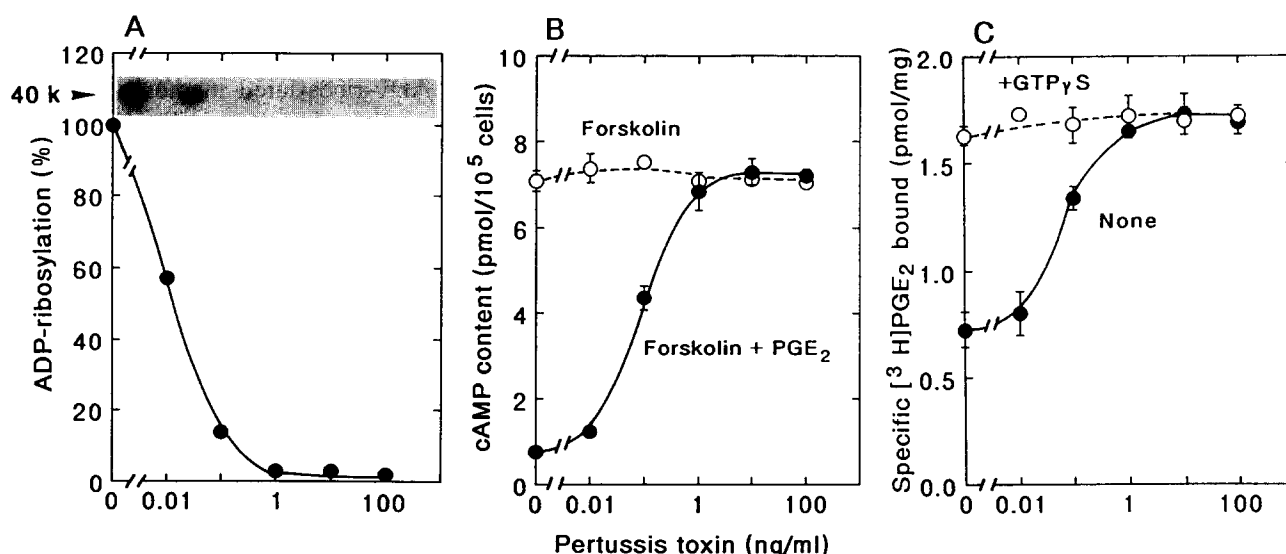 A
120
100
80
60
40
20
0
40 k
ADP-ribosylation (%)
0 0.01 1 100
B
10
8
6
4
2
0
cAMP content (pmol/10⁵ cells)
Forskolin
Forskolin + PGE₂
0 0.01 1 100
Pertussis toxin (ng/ml)
C
2.0
1.5
1.0
0.5
0.0
Specific [³ H]PGE₂ bound (pmol/mg)
+GTPγS
None
0 0.01 1 100